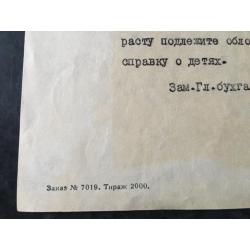 расту подлежите обло
справку о детях.
Зам.Гл.бухга
Заказ № 7019. Тираж 2000.